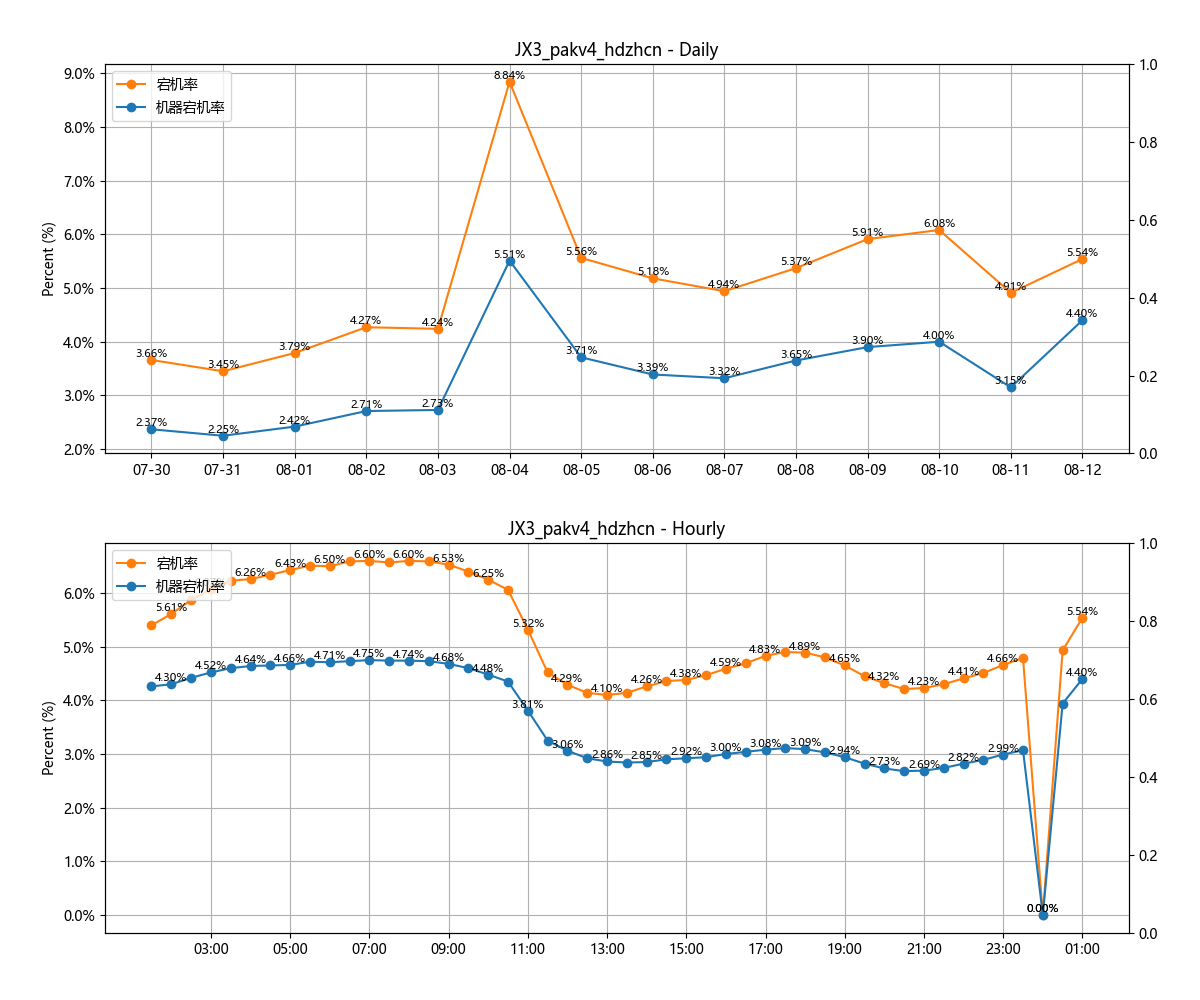 JX3_pakv4_hdzhcn - Daily
宕机率
机器宕机率
Percent (%)
9.0%
8.0%
7.0%
6.0%
5.0%
4.0%
3.0%
2.0%
1.0
0.8
0.6
0.4
0.2
0.0
3.66% 3.45% 3.79% 4.27% 4.24% 8.84% 5.56% 5.18% 4.94% 5.37% 5.91% 6.08% 4.91% 5.54%
2.37% 2.25% 2.42% 2.71% 2.73% 5.51% 3.71% 3.39% 3.32% 3.65% 3.90% 4.00% 3.15% 4.40%
07-30 07-31 08-01 08-02 08-03 08-04 08-05 08-06 08-07 08-08 08-09 08-10 08-11 08-12
JX3_pakv4_hdzhcn - Hourly
宕机率
机器宕机率
Percent (%)
6.0%
5.0%
4.0%
3.0%
2.0%
1.0%
0.0%
1.0
0.8
0.6
0.4
0.2
0.0
5.61% 6.26% 6.43% 6.50% 6.60% 6.60% 6.53% 6.25% 5.32% 4.29% 4.10% 4.26% 4.38% 4.59% 4.83% 4.89% 4.65% 4.32% 4.23% 4.41% 4.66% 0.00% 5.54%
4.30% 4.52% 4.64% 4.66% 4.71% 4.75% 4.74% 4.68% 4.48% 3.81% 3.06% 2.86% 2.85% 2.92% 3.00% 3.08% 3.09% 2.94% 2.73% 2.69% 2.82% 2.99% 0.00% 4.40%
03:00 05:00 07:00 09:00 11:00 13:00 15:00 17:00 19:00 21:00 23:00 01:00